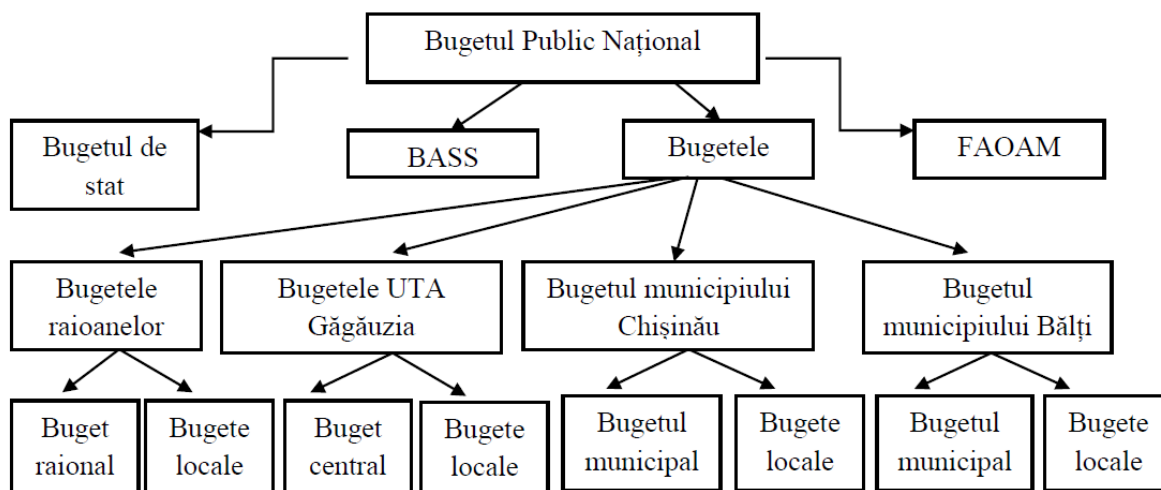 Bugetul Public Național
Bugetul de
stat
BASS
Bugetele
FAOAM
Bugetele
raioanelor
Bugetele UTA
Găgăuzia
Bugetul municipiului
Chișinău
Bugetul
municipiului Bălți
Buget
raional
Bugete
locale
Buget
central
Bugete
locale
Bugetul
municipal
Bugete
locale
Bugetul
municipal
Bugete
locale